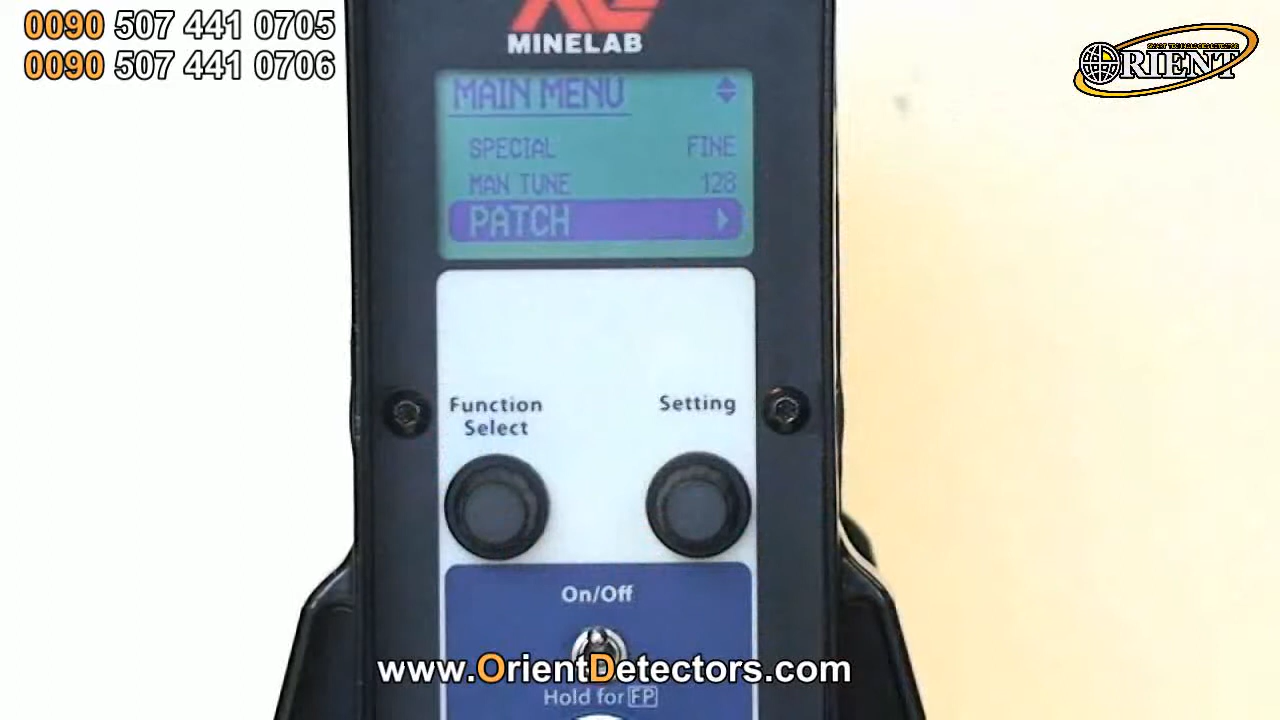 0090 507 441 0705
0090 507 441 0706
ORIENT
MINELAB
MAIN MENU
SPECIAL FINE
MAN TUNE 128
PATCH
Function
Select
Setting
On/Off
www.OrientDetectors.com
Hold for FP